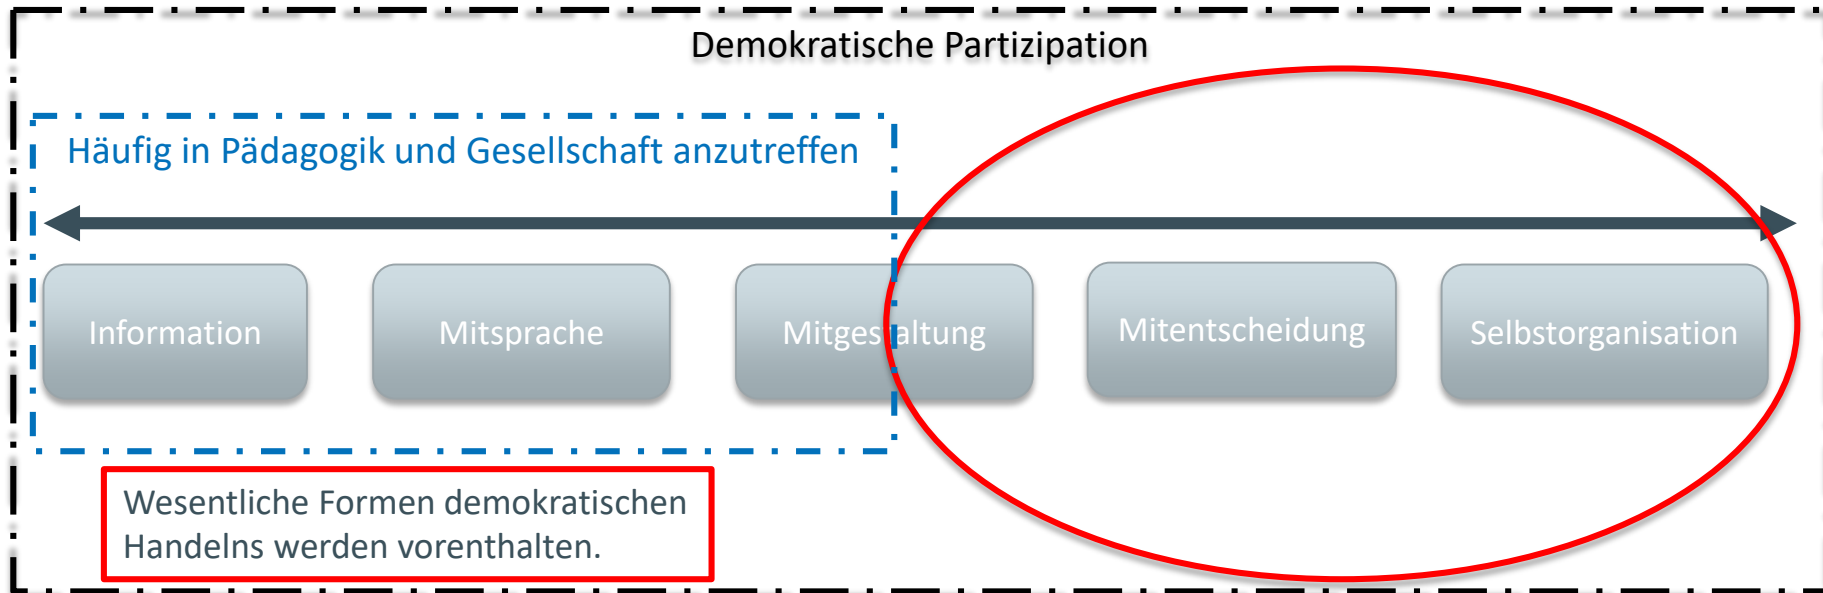 Demokratische Partizipation
Häufig in Pädagogik und Gesellschaft anzutreffen
Information
Mitsprache
Mitgestaltung
Mitentscheidung
Selbstorganisation
Wesentliche Formen demokratischen
Handelns werden vorenthalten.